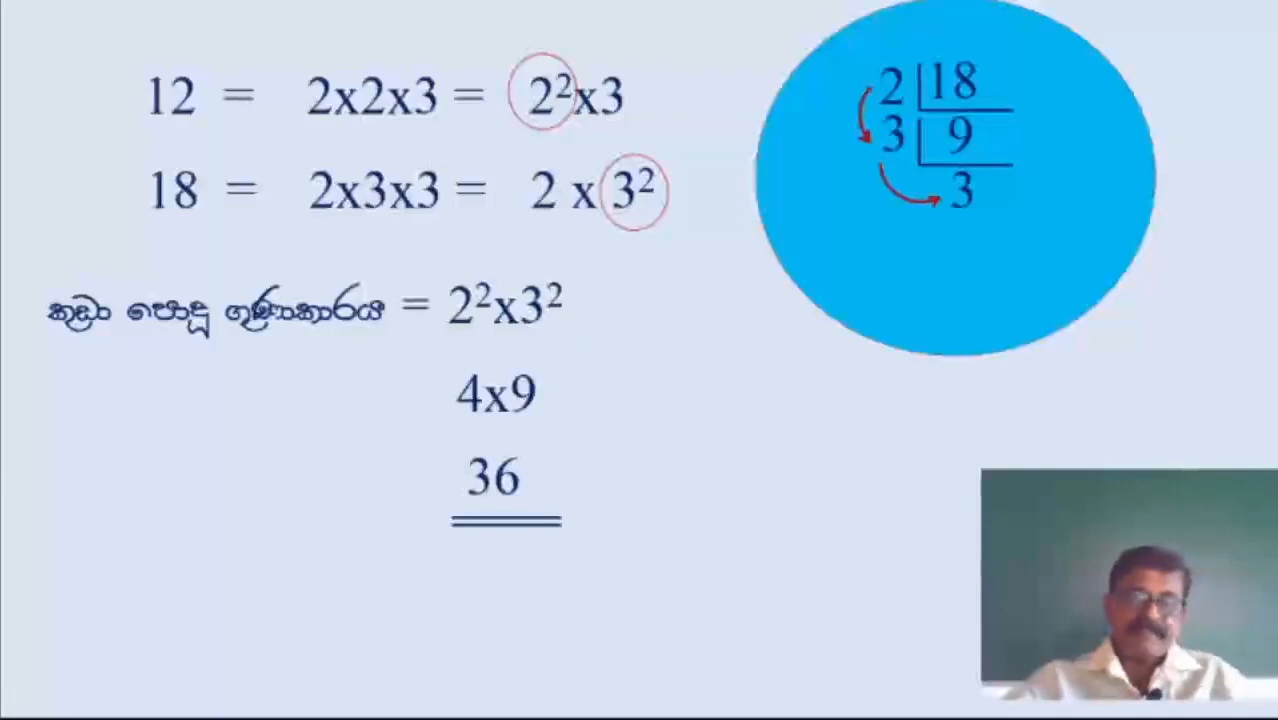 12 = 2x2x3 = 2²x3
18 = 2x3x3 = 2 x 3²
කුඩා පොදු ගුණාකාරය = 2²x3²
4x9
36
2 18
3 9
3